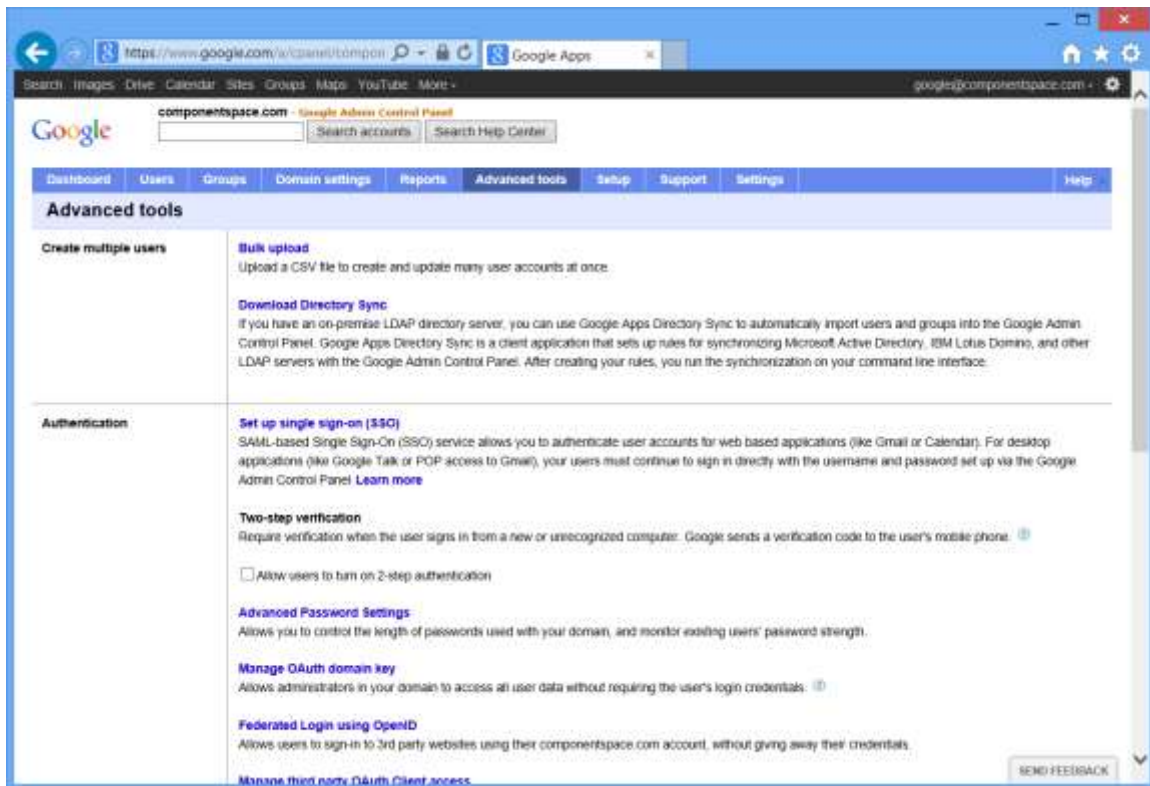 https://www.google.com/a/cpanel/compon
Google Apps
Search Images Drive Calendar Sites Groups Maps YouTube More
google@componentspace.com
componentspace.com - Google Admin Control Panel
Google
Search accounts Search Help Center
Dashboard Users Groups Domain settings Reports Advanced tools Setup Support Settings Help
Advanced tools
Create multiple users
Bulk upload
Upload a CSV file to create and update many user accounts at once.
Download Directory Sync
If you have an on-premise LDAP directory server, you can use Google Apps Directory Sync to automatically import users and groups into the Google Admin
Control Panel. Google Apps Directory Sync is a client application that sets up rules for synchronizing Microsoft Active Directory, IBM Lotus Domino, and other
LDAP servers with the Google Admin Control Panel. After creating your rules, you run the synchronization on your command line interface.
Authentication
Set up single sign-on (SSO)
SAML-based Single Sign-On (SSO) service allows you to authenticate user accounts for web based applications (like Gmail or Calendar). For desktop
applications (like Google Talk or POP access to Gmail), your users must continue to sign in directly with the username and password set up via the Google
Admin Control Panel Learn more
Two-step verification
Require verification when the user signs in from a new or unrecognized computer. Google sends a verification code to the user's mobile phone.
Allow users to turn on 2-step authentication
Advanced Password Settings
Allows you to control the length of passwords used with your domain, and monitor existing users' password strength.
Manage OAuth domain key
Allows administrators in your domain to access all user data without requiring the user's login credentials.
Federated Login using OpenID
Allows users to sign-in to 3rd party websites using their componentspace.com account, without giving away their credentials.
Manage third party OAuth Client access
SEND FEEDBACK